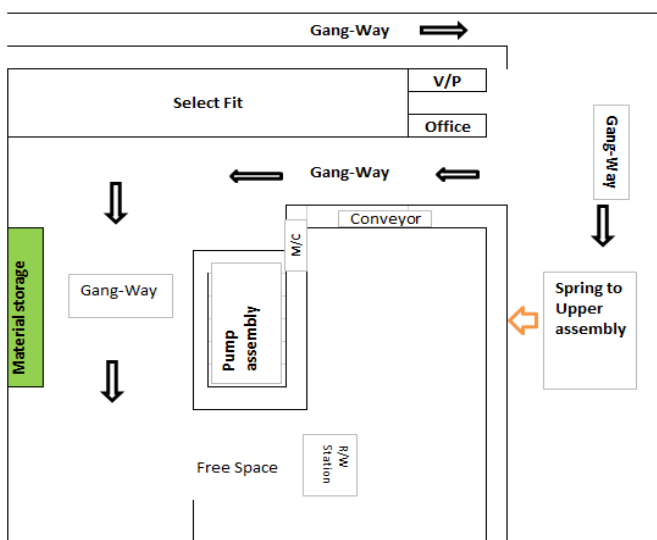 Gang-Way
V/P
Select Fit
Office
Gang-Way
Gang-Way
Conveyor
M/C
Material storage
Gang-Way
Pump
assembly
Spring to
Upper
assembly
Free Space
R/W
Station